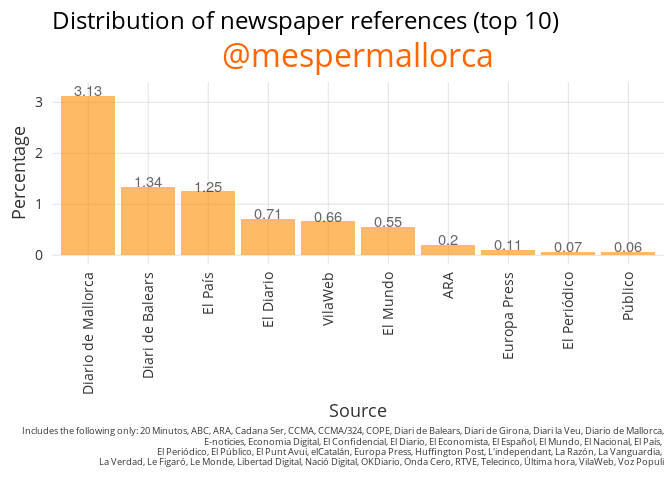 Distribution of newspaper references (top 10)
@mespermallorca
Percentage
3
2
1
0
3.13
1.34
1.25
0.71
0.66
0.55
0.2
0.11
0.07
0.06
Diario de Mallorca
Diari de Balears
El País
El Diario
VilaWeb
El Mundo
ARA
Europa Press
El Periódico
Público
Source
Includes the following only: 20 Minutos, ABC, ARA, Cadana Ser, CCMA, CCMA/324, COPE, Diari de Balears, Diari de Girona, Diari la Veu, Diario de Mallorca,
E-noticies, Economia Digital, El Confidencial, El Diario, El Economista, El Español, El Mundo, El Nacional, El País,
El Periódico, El Público, El Punt Avui, elCatalán, Europa Press, Huffington Post, L'independant, La Razón, La Vanguardia,
La Verdad, Le Figaró, Le Monde, Libertad Digital, Nació Digital, OKDiario, Onda Cero, RTVE, Telecinco, Última hora, VilaWeb, Voz Populi